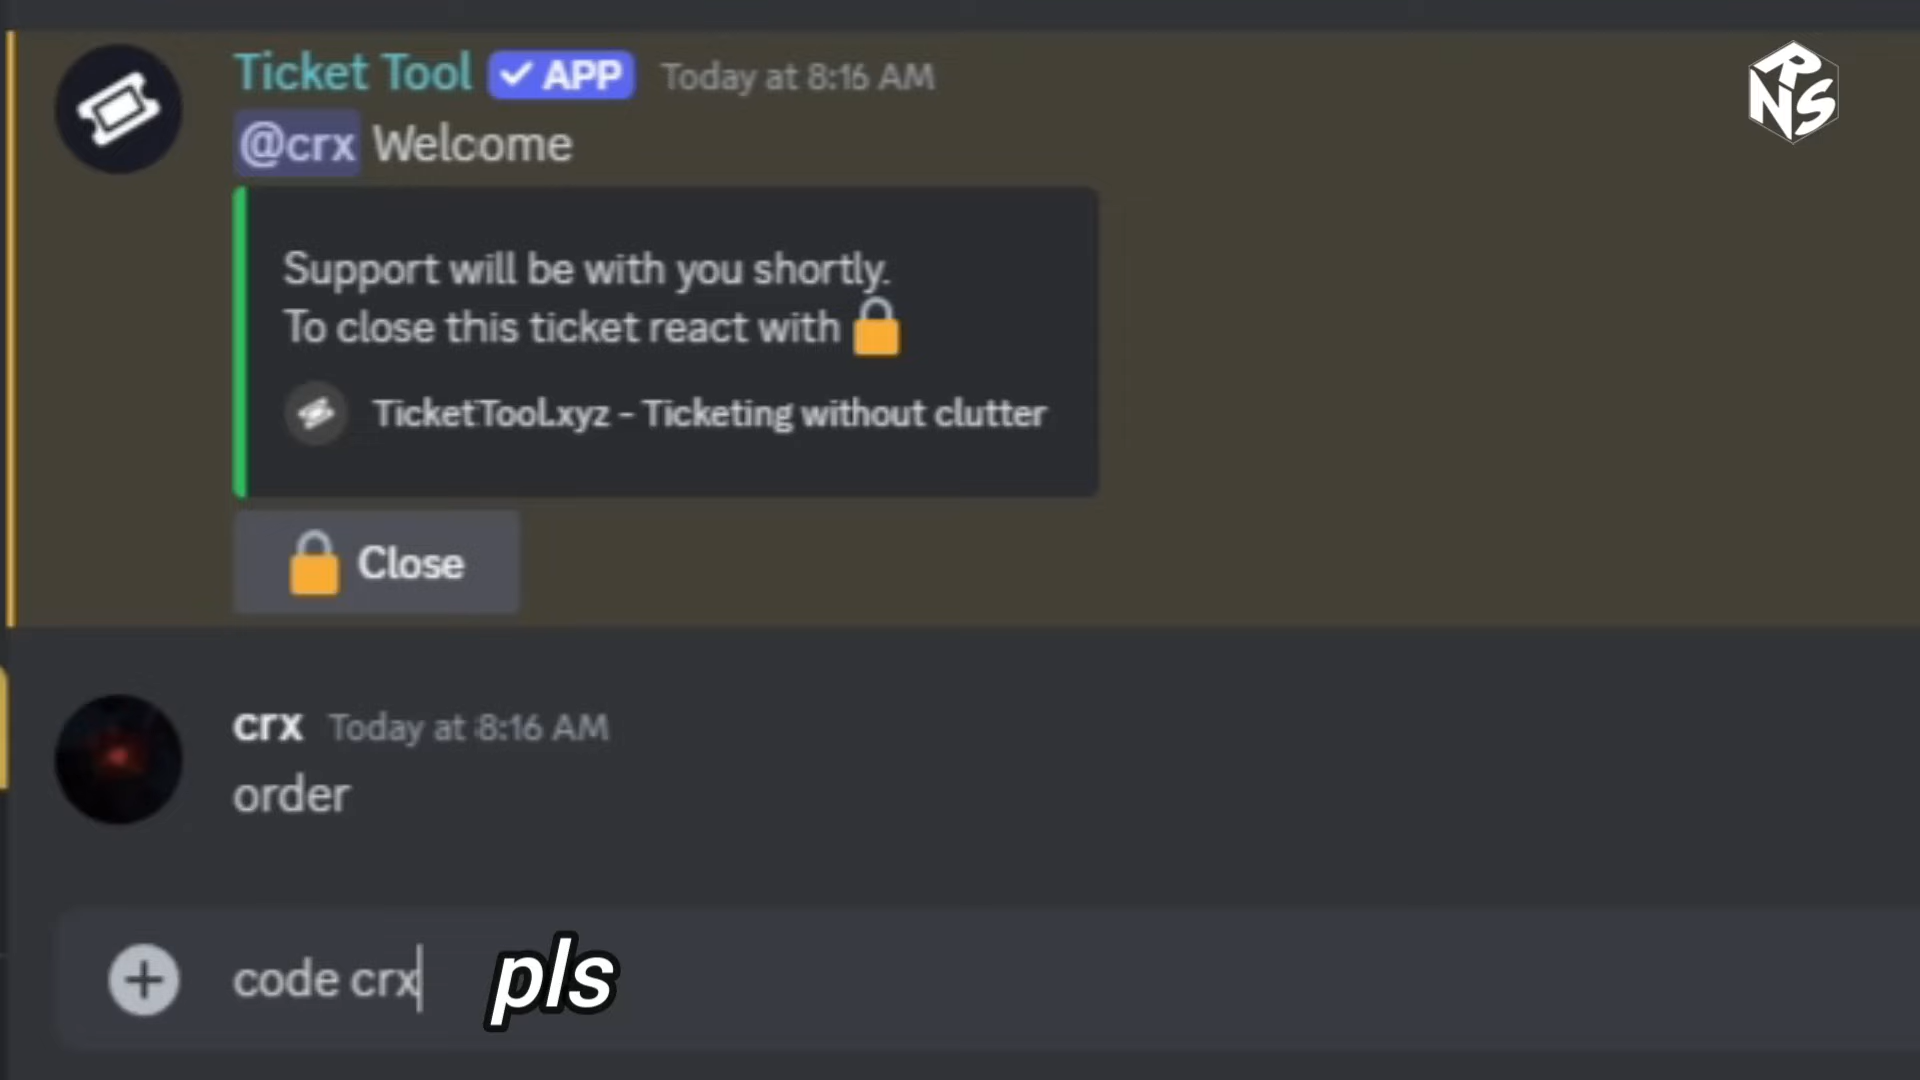 Ticket Tool APP Today at 8:16 AM
RNS
@crx Welcome
Support will be with you shortly.
To close this ticket react with
TicketTool.xyz - Ticketing without clutter
Close
crx Today at 8:16 AM
order
code crx pls